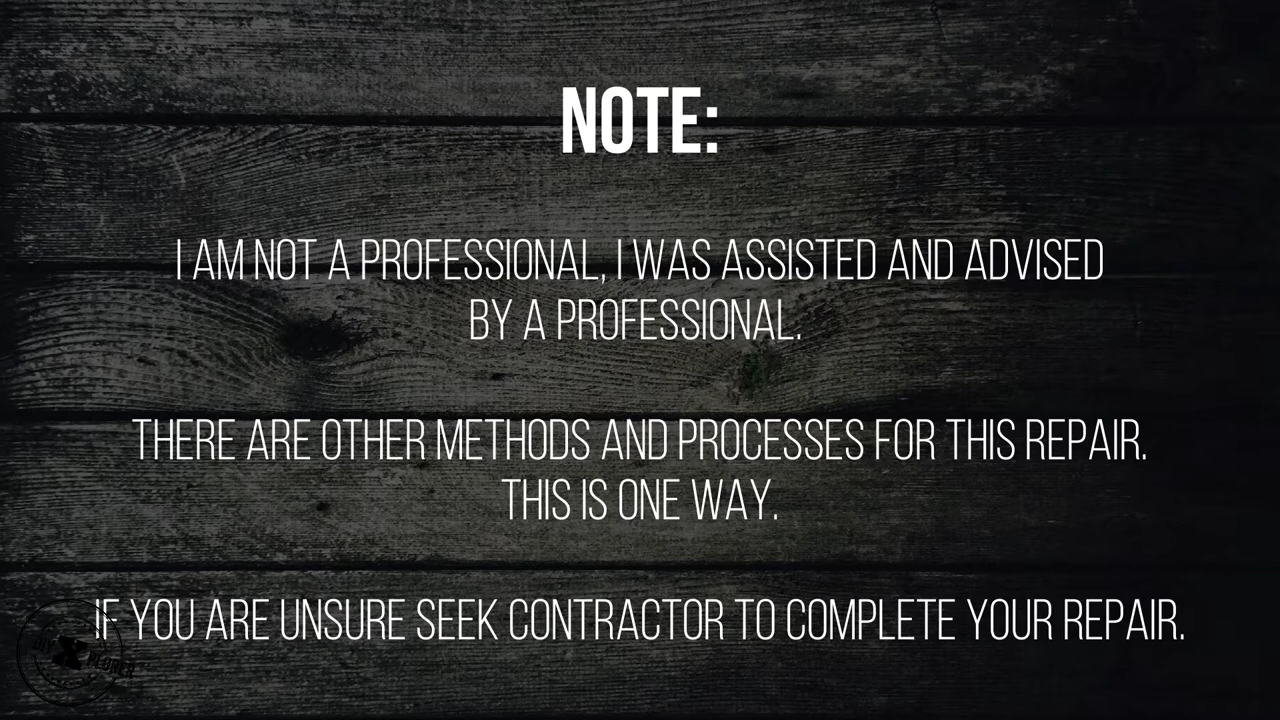 NOTE:
I AM NOT A PROFESSIONAL, I WAS ASSISTED AND ADVISED
BY A PROFESSIONAL.
THERE ARE OTHER METHODS AND PROCESSES FOR THIS REPAIR.
THIS IS ONE WAY.
IF YOU ARE UNSURE SEEK CONTRACTOR TO COMPLETE YOUR REPAIR.